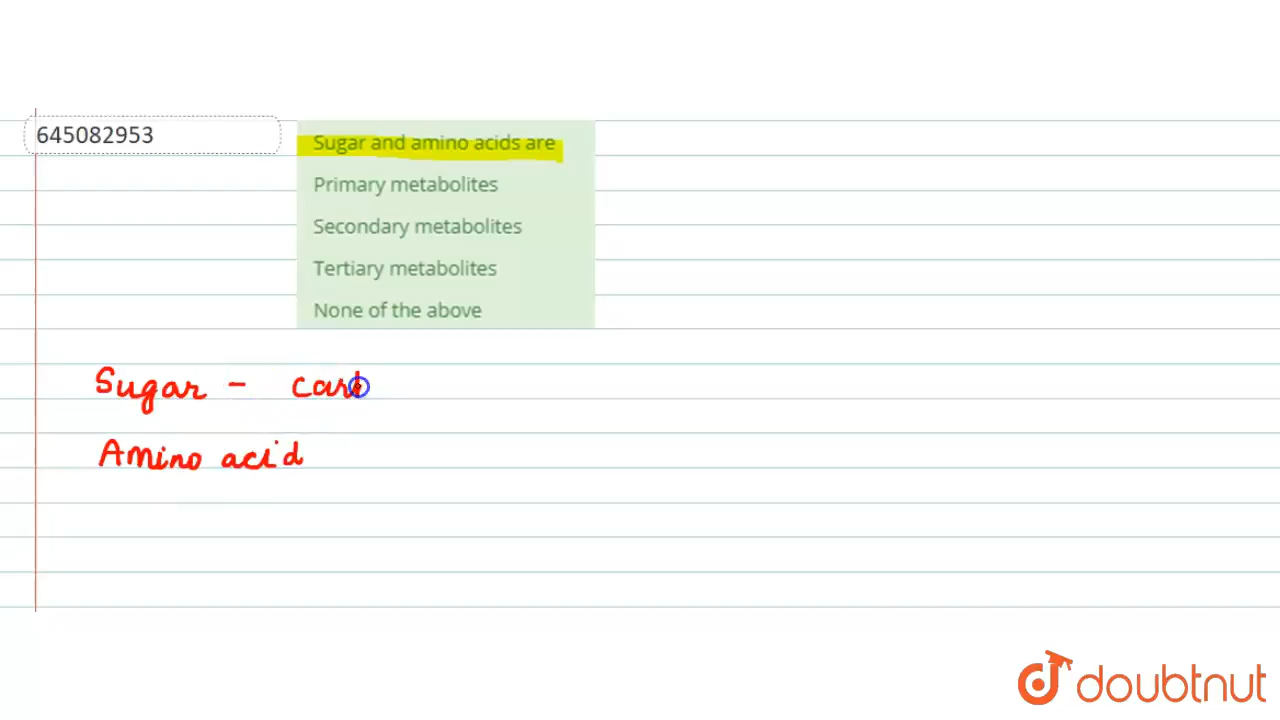 645082953
Sugar and amino acids are
Primary metabolites
Secondary metabolites
Tertiary metabolites
None of the above
Sugar - carb
Amino acid
doubtnut